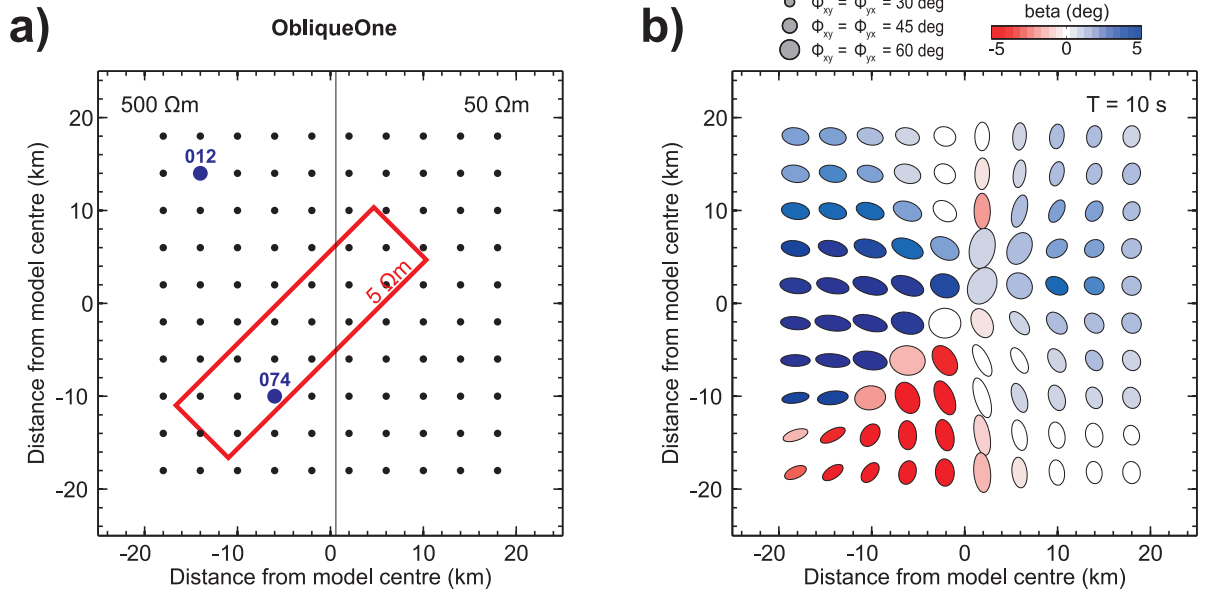 a)
ObliqueOne
500 Ωm
50 Ωm
012
074
5 Ωm
20
10
0
-10
-20
Distance from model centre (km)
-20
-10
0
10
20
Distance from model centre (km)
b)
Φxy = Φyx = 30 deg
Φxy = Φyx = 45 deg
Φxy = Φyx = 60 deg
beta (deg)
-5
0
5
T = 10 s
20
10
0
-10
-20
Distance from model centre (km)
-20
-10
0
10
20
Distance from model centre (km)